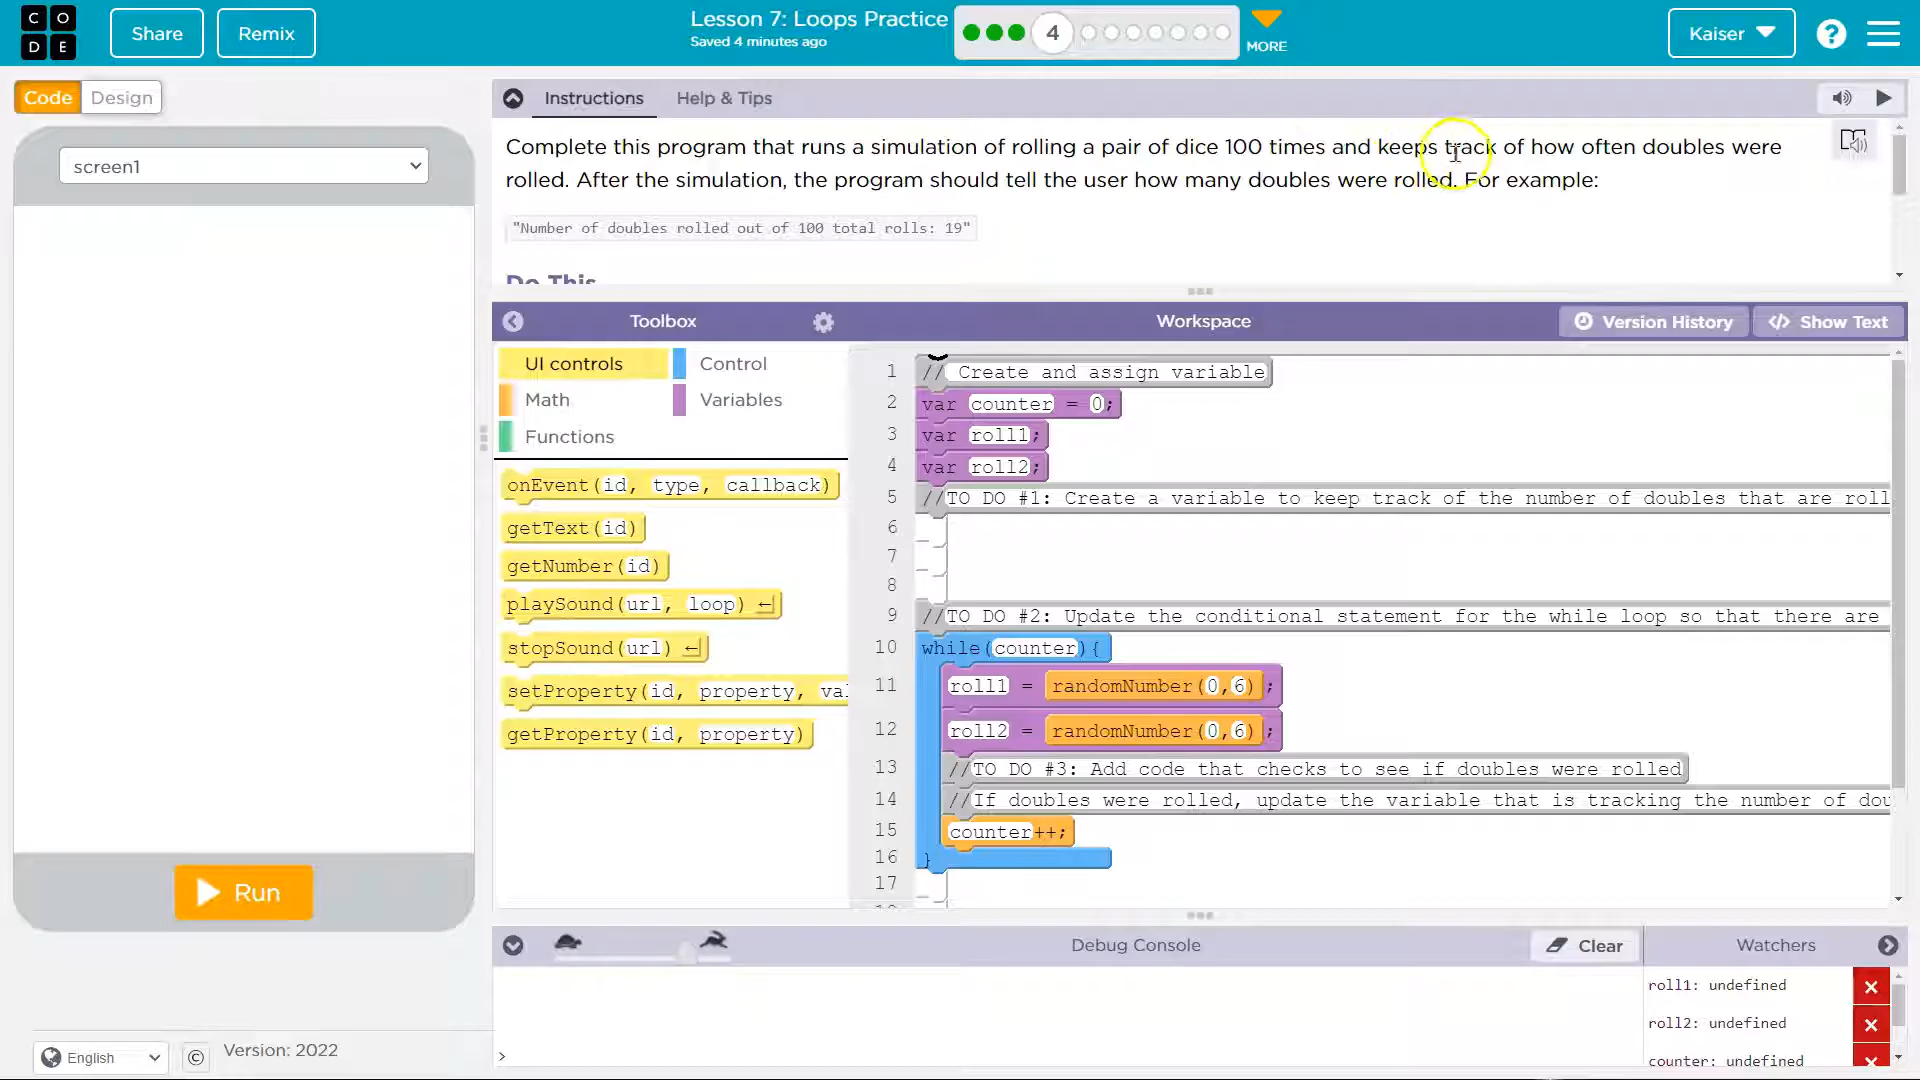 CODE
Share
Remix
Lesson 7: Loops Practice
Saved 4 minutes ago
4
MORE
Kaiser
?
Code
Design
Instructions
Help & Tips
screen1
Complete this program that runs a simulation of rolling a pair of dice 100 times and keeps track of how often doubles were
rolled. After the simulation, the program should tell the user how many doubles were rolled. For example:
"Number of doubles rolled out of 100 total rolls: 19"
Do This
Toolbox
Workspace
Version History
</> Show Text
UI controls
Control
Math
Variables
Functions
onEvent(id, type, callback)
getText(id)
getNumber(id)
playSound(url, loop) ←
stopSound(url) ←
setProperty(id, property, val
getProperty(id, property)
1 // Create and assign variable
2 var counter = 0;
3 var roll1;
4 var roll2;
5 //TO DO #1: Create a variable to keep track of the number of doubles that are roll
6
7
8
9 //TO DO #2: Update the conditional statement for the while loop so that there are
10 while(counter){
11 roll1 = randomNumber(0,6);
12 roll2 = randomNumber(0,6);
13 //TO DO #3: Add code that checks to see if doubles were rolled
14 //If doubles were rolled, update the variable that is tracking the number of dou
15 counter++;
16 }
17
Run
Debug Console
Clear
Watchers
roll1: undefined
roll2: undefined
counter: undefined
>
English
©
Version: 2022